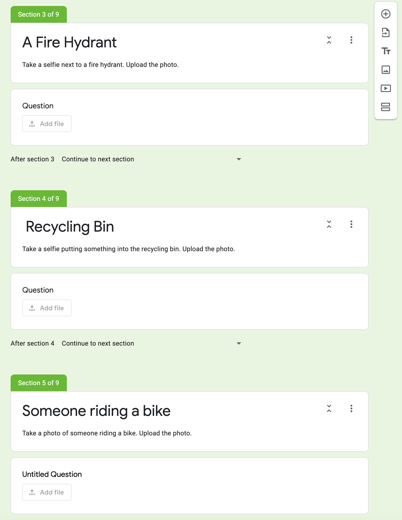 Section 3 of 9
A Fire Hydrant
Take a selfie next to a fire hydrant. Upload the photo.
Question
Add file
After section 3 Continue to next section
Section 4 of 9
Recycling Bin
Take a selfie putting something into the recycling bin. Upload the photo.
Question
Add file
After section 4 Continue to next section
Section 5 of 9
Someone riding a bike
Take a photo of someone riding a bike. Upload the photo.
Untitled Question
Add file